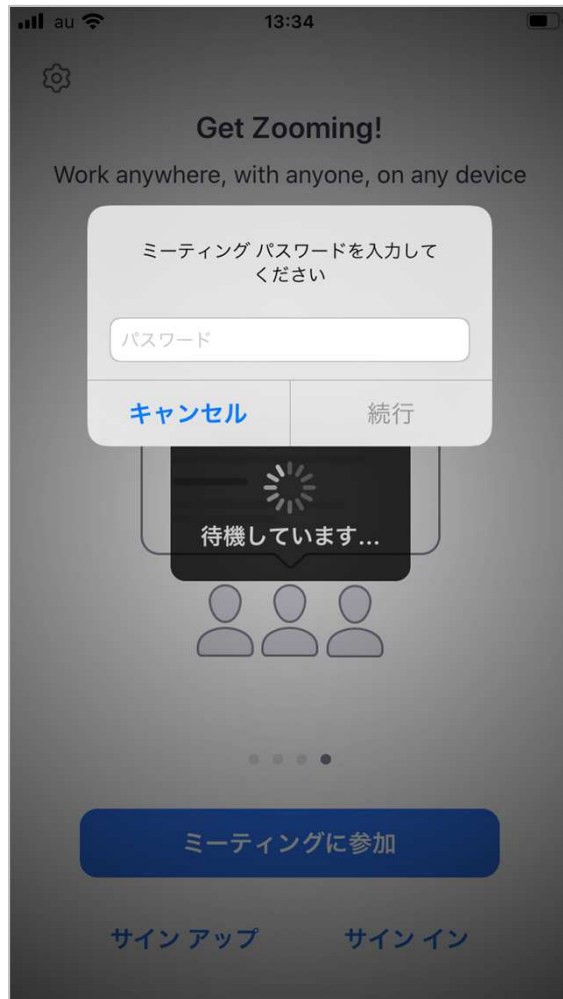 au 13:34
Get Zooming!
Work anywhere, with anyone, on any device
ミーティング パスワードを入力して
ください
パスワード
キャンセル 続行
待機しています...
ミーティングに参加
サイン アップ サイン イン